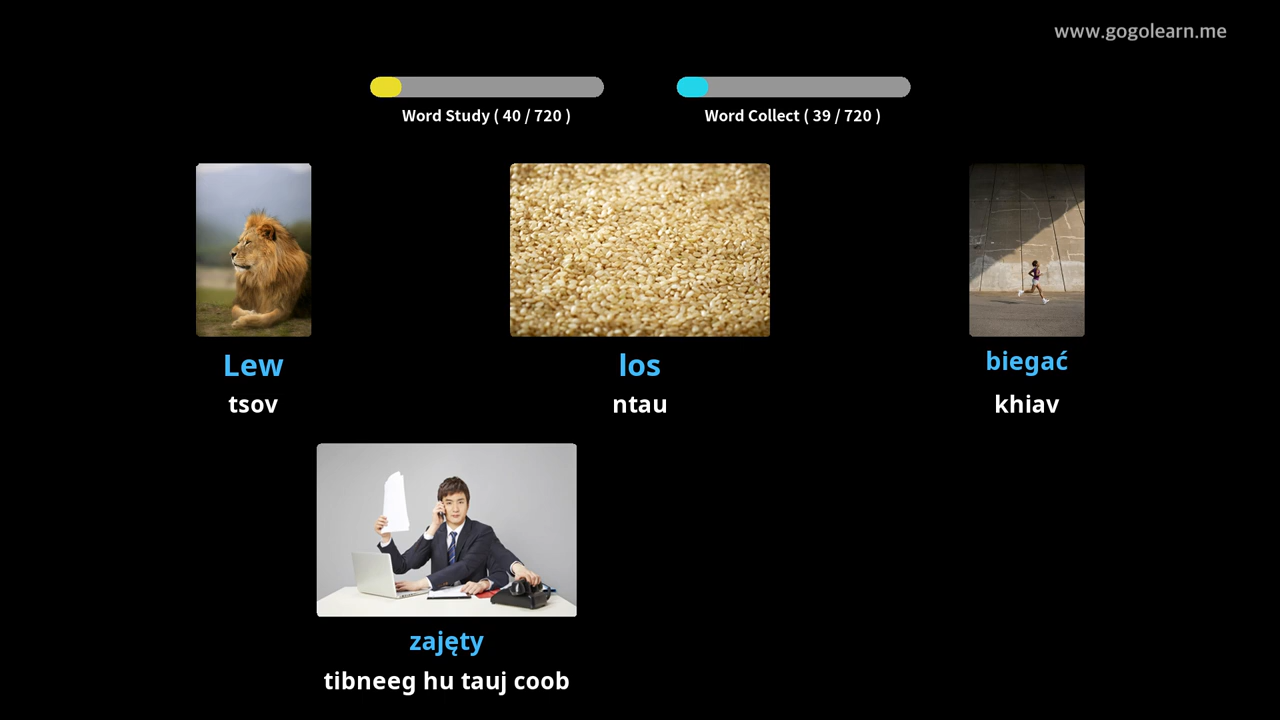 www.gogolearn.me
Word Study ( 40 / 720 )
Word Collect ( 39 / 720 )
Lew
los
biegać
tsov
ntau
khiav
zajęty
tibneeg hu tauj coob